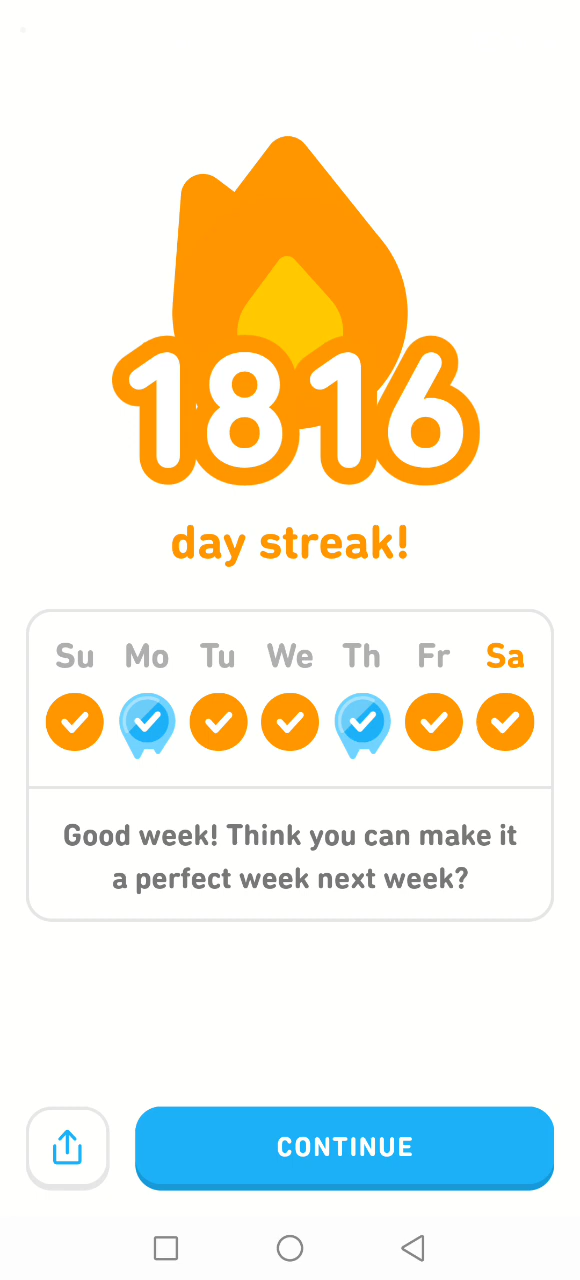 1816
day streak!
Su Mo Tu We Th Fr Sa
Good week! Think you can make it
a perfect week next week?
CONTINUE